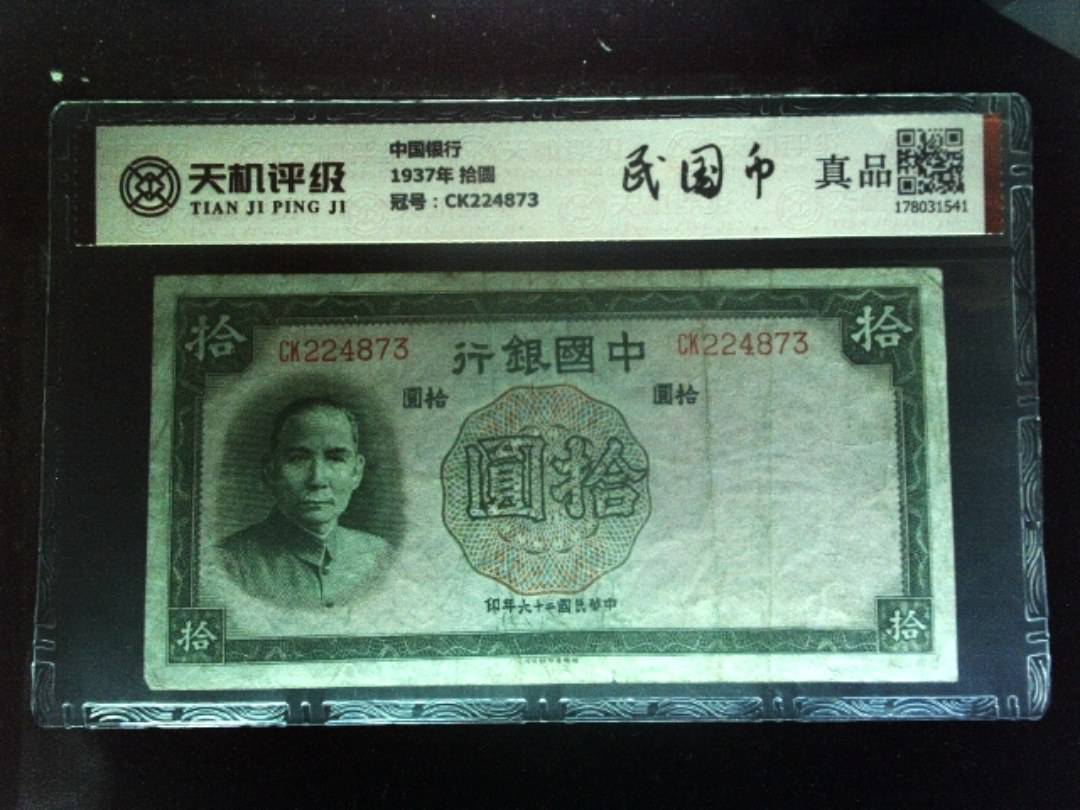 天机评级
TIAN JI PING JI
中国银行
1937年 拾圓
冠号：CK224873
民国币
真品
178031541
拾
拾
CK224873
行銀國中
CK224873
圓拾
圓拾
圓拾
印年六十二國民華中
拾
拾